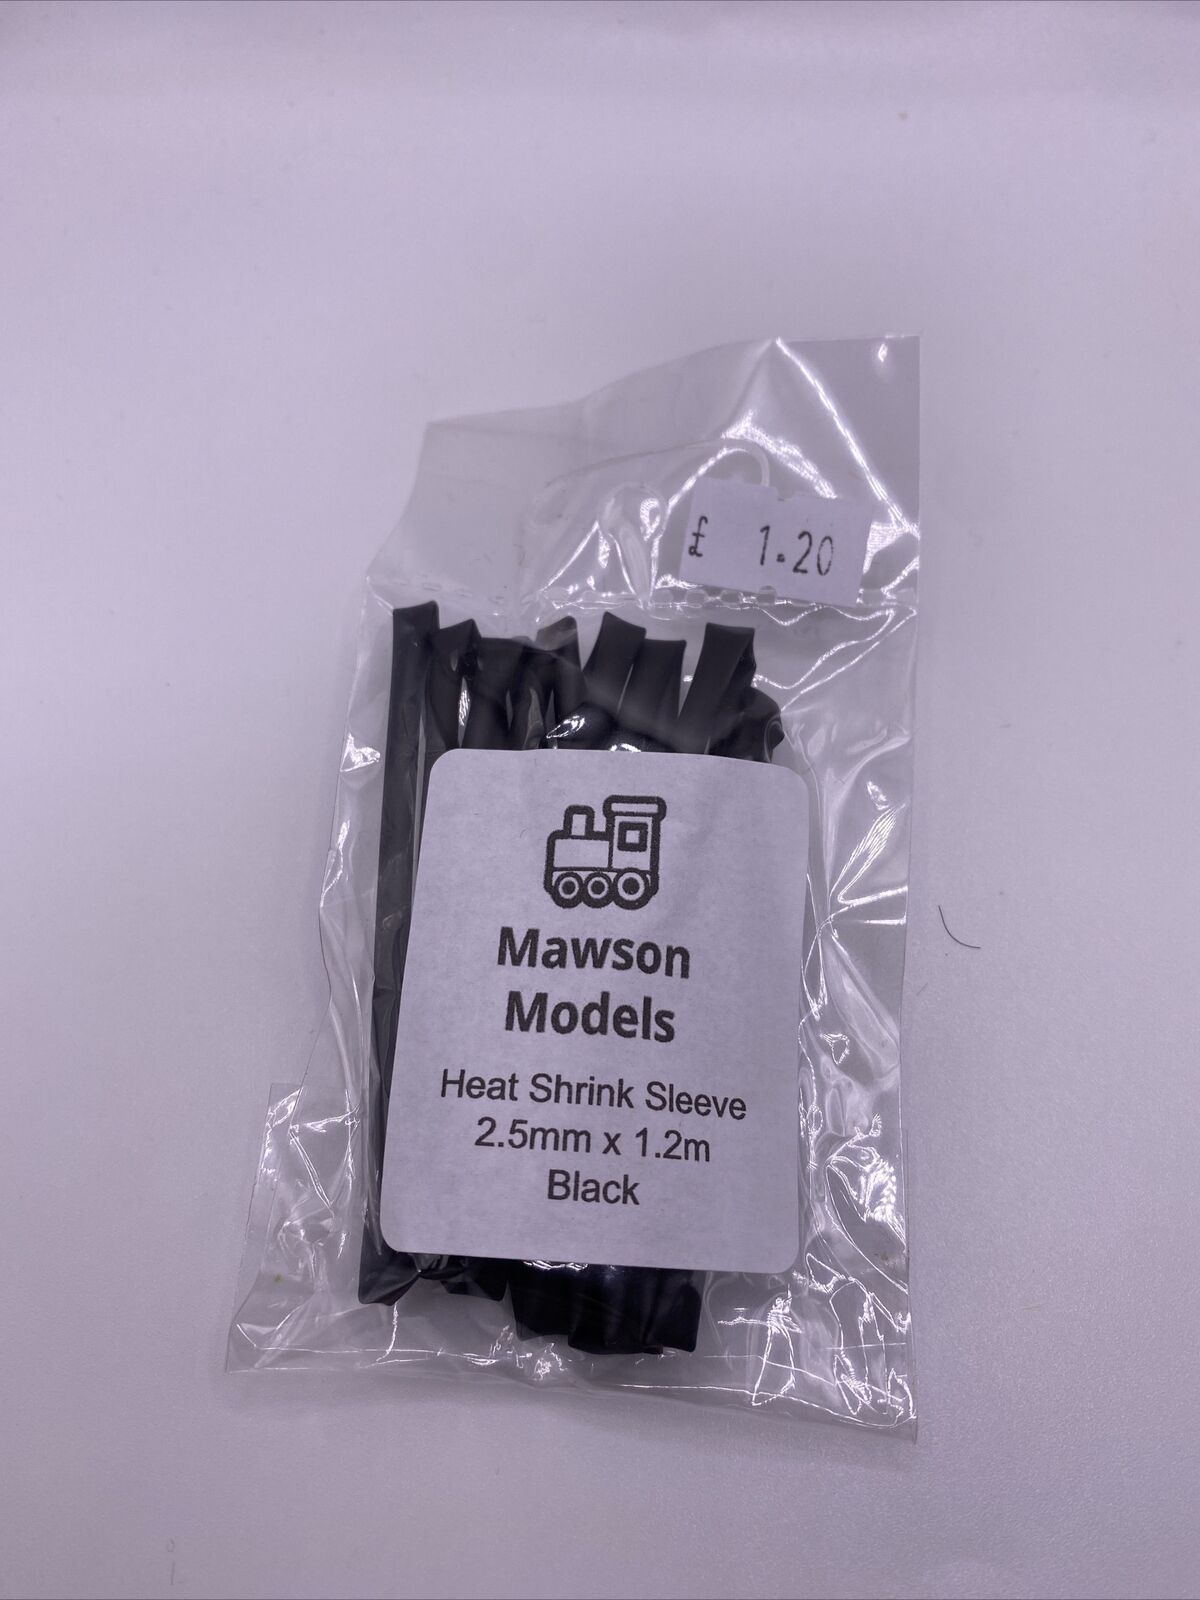 £ 1.20
Mawson
Models
Heat Shrink Sleeve
2.5mm x 1.2m
Black